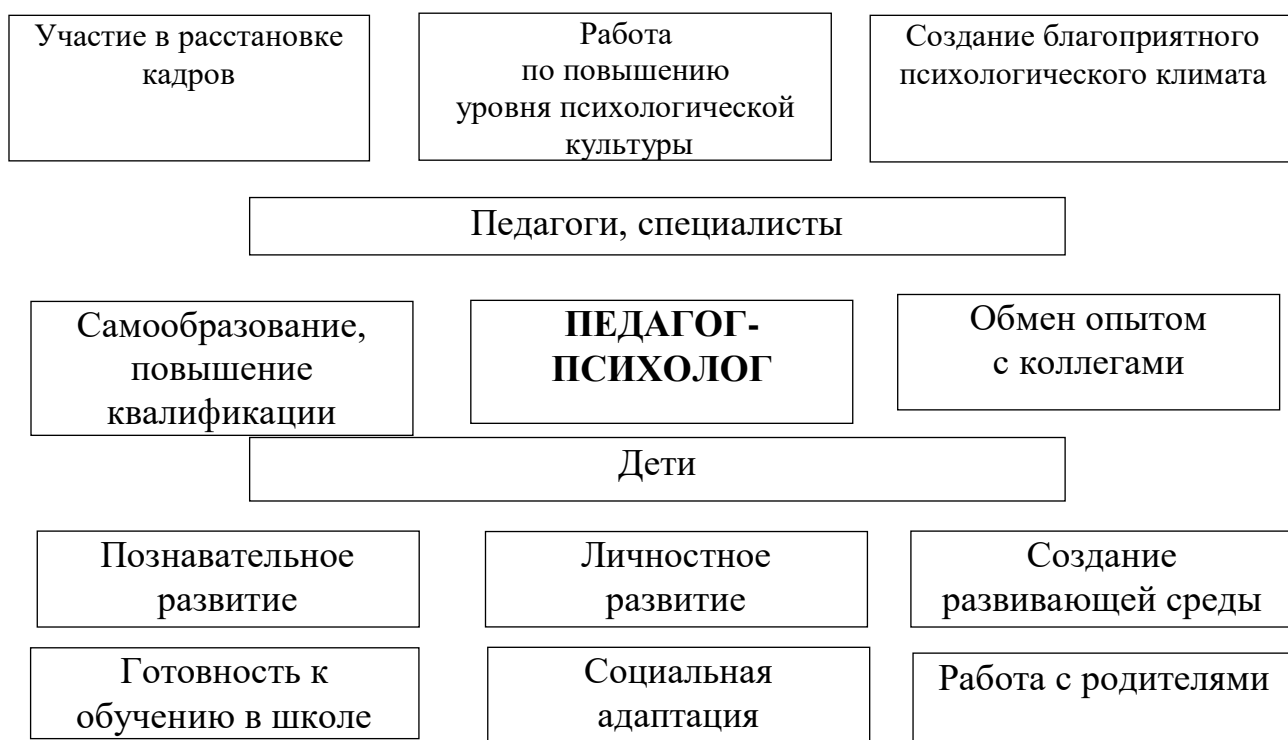 Участие в расстановке
кадров
Работа
по повышению
уровня психологической
культуры
Создание благоприятного
психологического климата
Педагоги, специалисты
Самообразование,
повышение
квалификации
ПЕДАГОГ-
ПСИХОЛОГ
Обмен опытом
с коллегами
Дети
Познавательное
развитие
Личностное
развитие
Создание
развивающей среды
Готовность к
обучению в школе
Социальная
адаптация
Работа с родителями